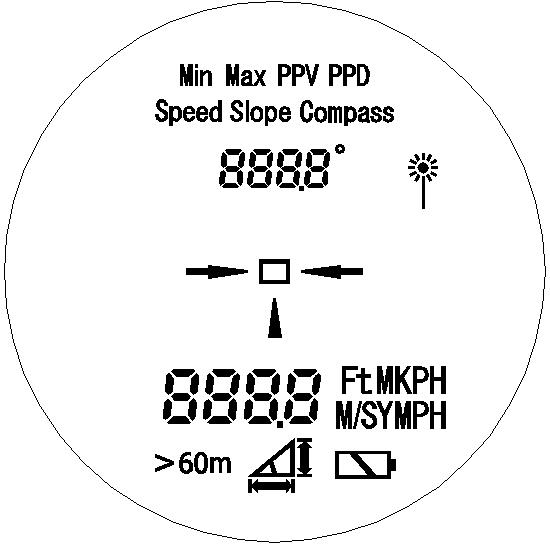 Min Max PPV PPD
Speed Slope Compass
888.8°
888.8 FtMKPH
M/SYMPH
>60m